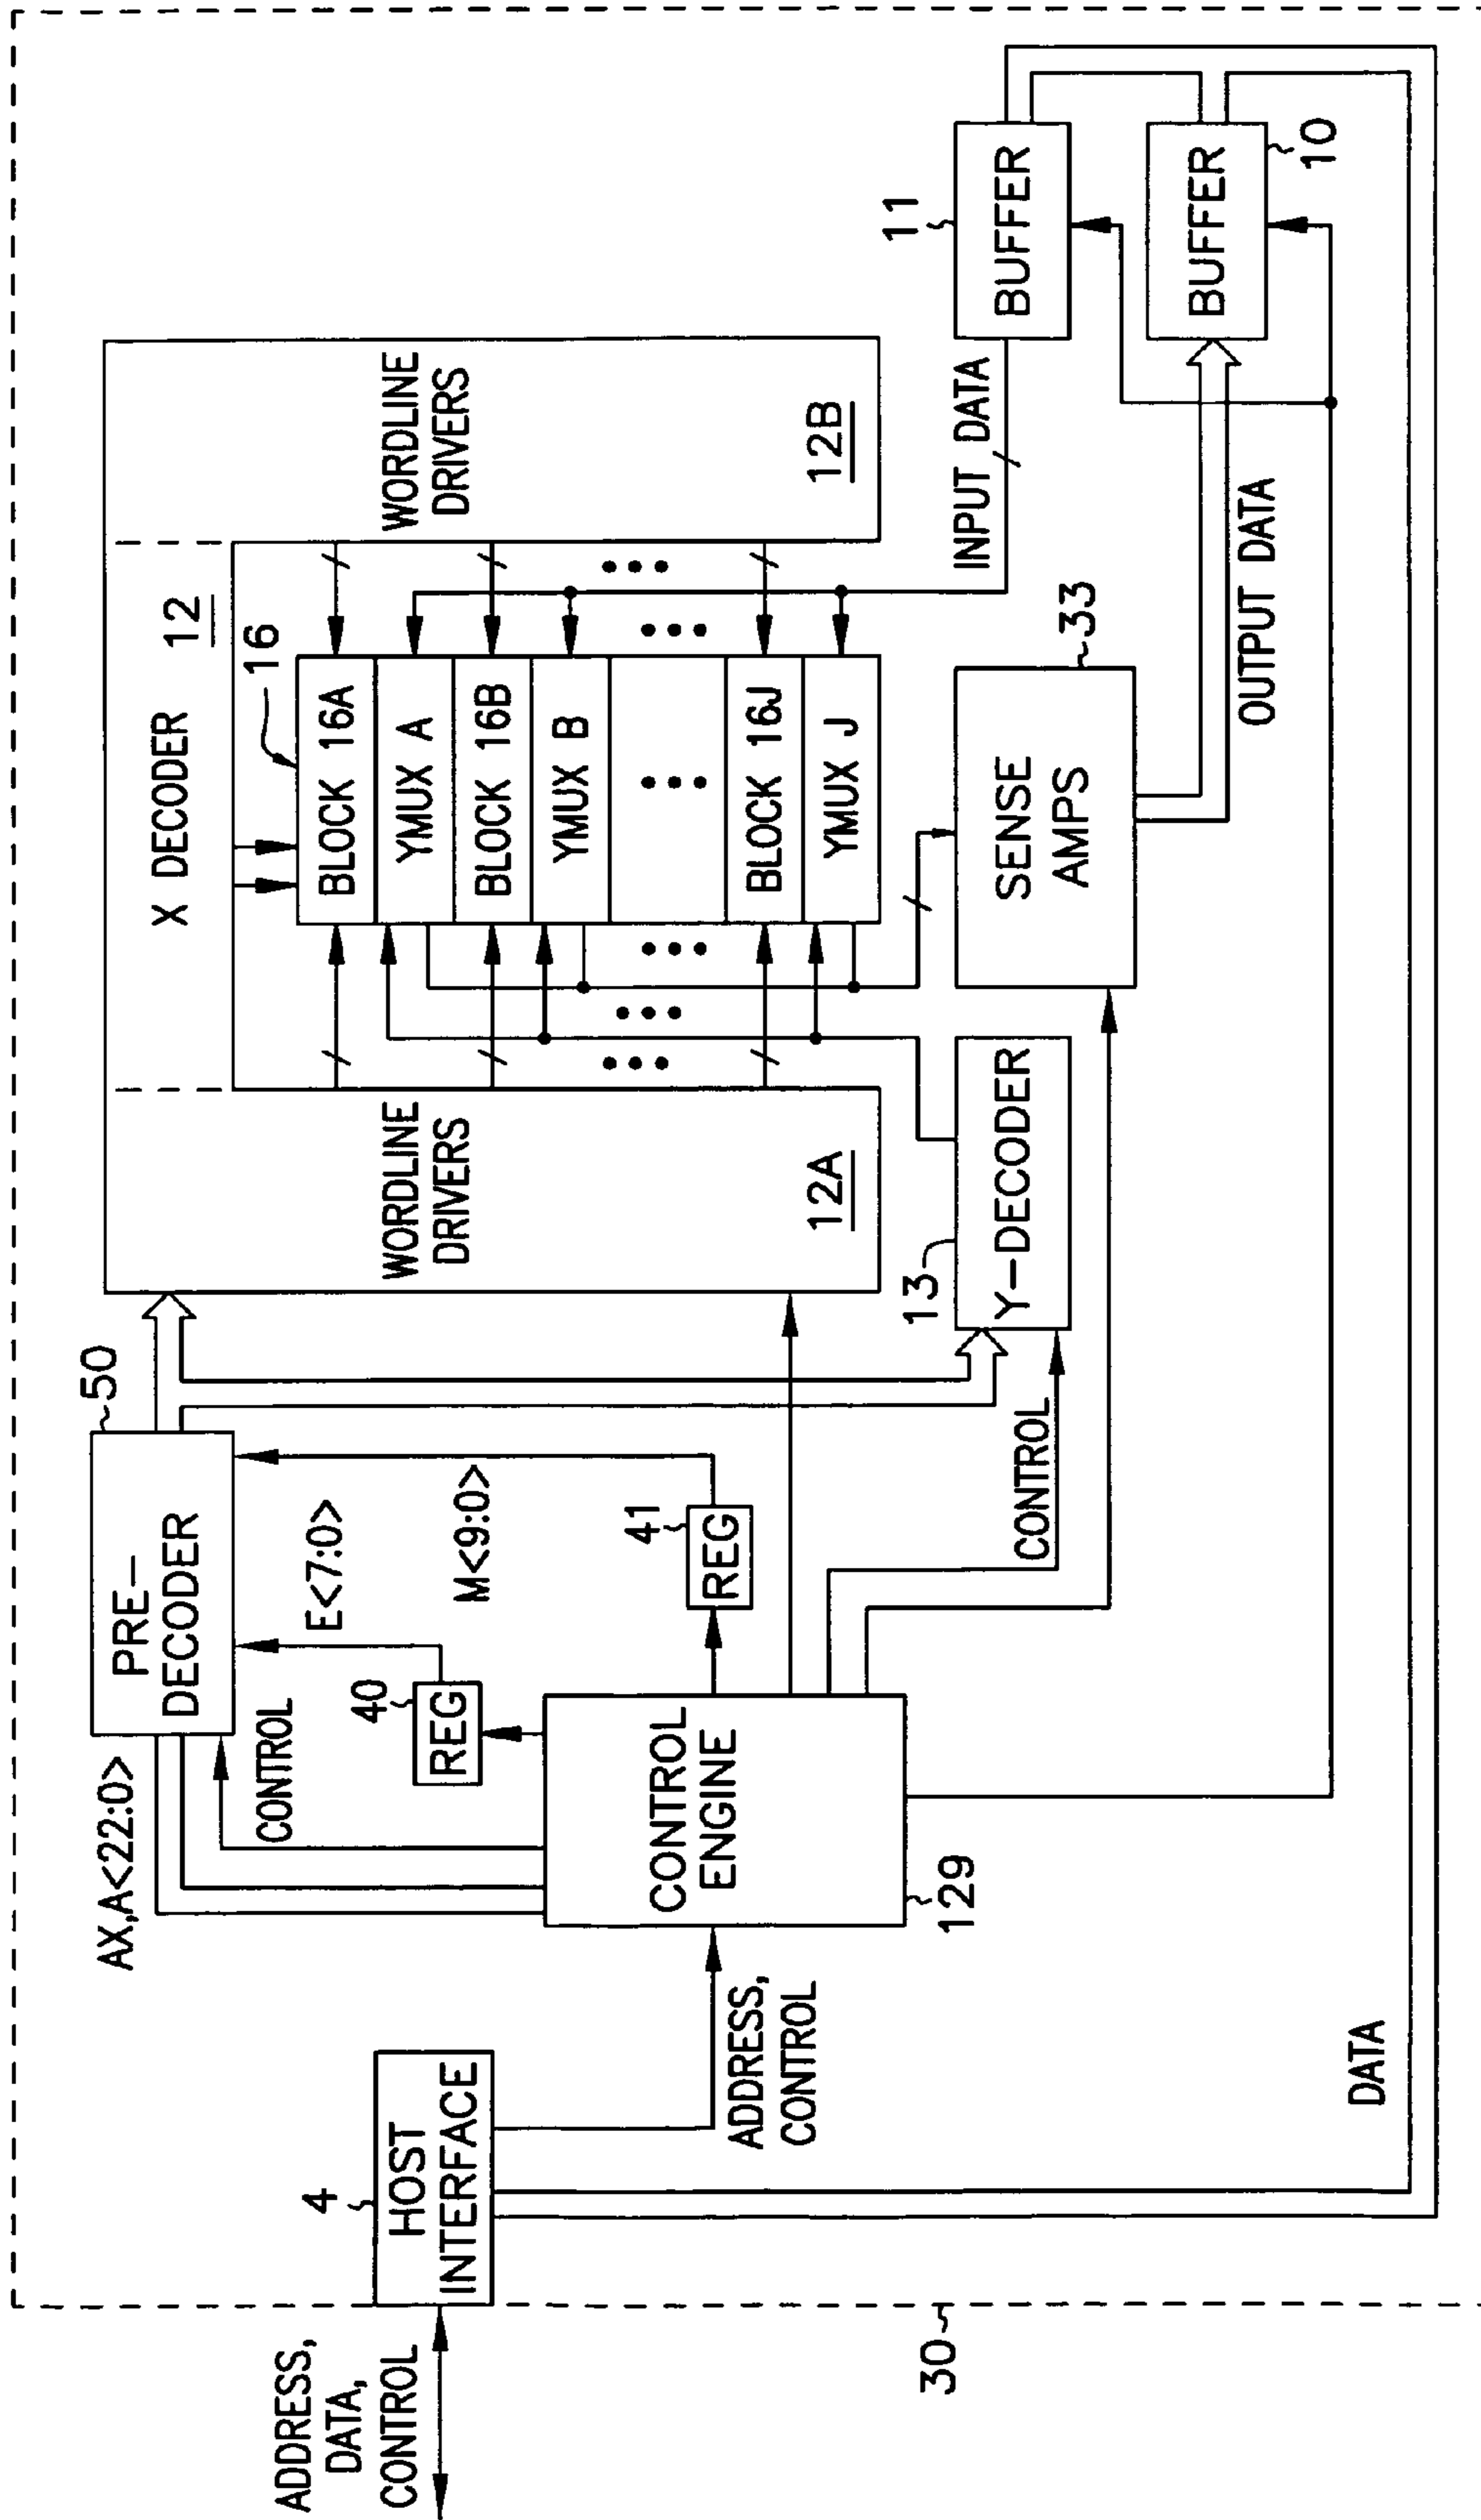 ADDRESS,
DATA,
CONTROL
30
4
HOST
INTERFACE
ADDRESS,
CONTROL
DATA
AX,A<22:0>
CONTROL
PRE-
DECODER
50
40
REG
E<7:0>
M<9:0>
41
REG
CONTROL
ENGINE
129
CONTROL
WORDLINE
DRIVERS
12A
X DECODER
12
16
BLOCK 16A
YMUX A
BLOCK 16B
YMUX B
BLOCK 16J
YMUX J
WORDLINE
DRIVERS
12B
13
Y-DECODER
SENSE
AMPS
33
INPUT DATA
OUTPUT DATA
11
BUFFER
BUFFER
10